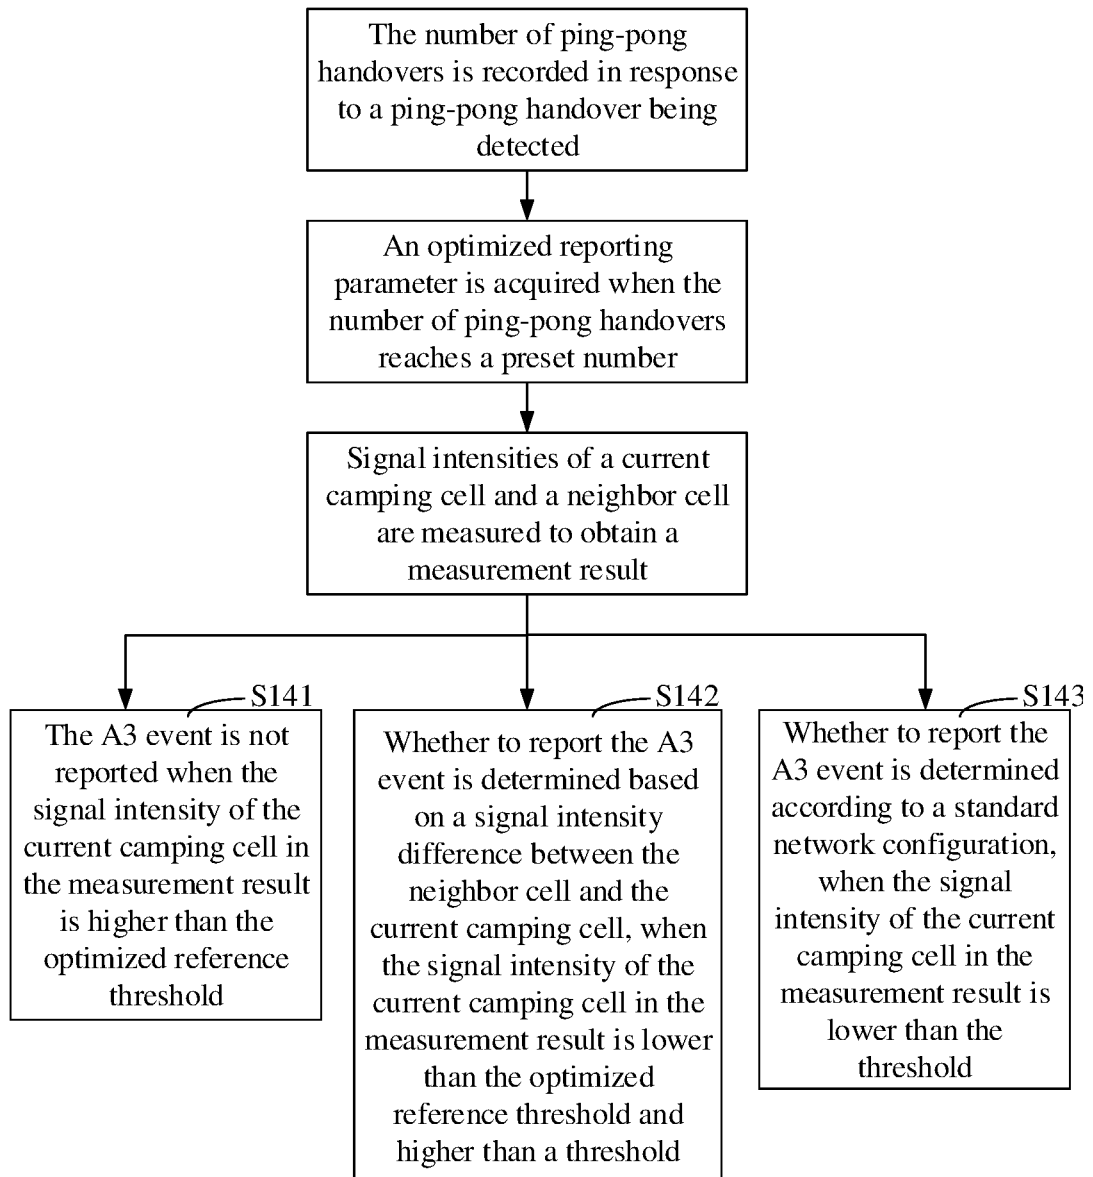 The number of ping-pong
handovers is recorded in response
to a ping-pong handover being
detected
An optimized reporting
parameter is acquired when the
number of ping-pong handovers
reaches a preset number
Signal intensities of a current
camping cell and a neighbor cell
are measured to obtain a
measurement result
S141
The A3 event is not
reported when the
signal intensity of the
current camping cell in
the measurement result
is higher than the
optimized reference
threshold
S142
Whether to report the A3
event is determined based
on a signal intensity
difference between the
neighbor cell and the
current camping cell, when
the signal intensity of the
current camping cell in the
measurement result is lower
than the optimized
reference threshold and
higher than a threshold
S143
Whether to report the
A3 event is determined
according to a standard
network configuration,
when the signal
intensity of the current
camping cell in the
measurement result is
lower than the
threshold